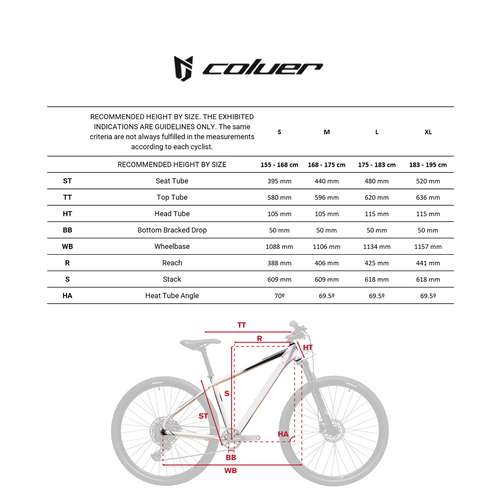 coluer
RECOMMENDED HEIGHT BY SIZE. THE EXHIBITED
INDICATIONS ARE GUIDELINES ONLY. The same
criteria are not always fulfilled in the measurements
according to each cyclist.
S M L XL
RECOMMENDED HEIGHT BY SIZE 155 - 168 cm 168 - 175 cm 175 - 183 cm 183 - 195 cm
ST Seat Tube 395 mm 440 mm 480 mm 520 mm
TT Top Tube 580 mm 596 mm 620 mm 636 mm
HT Head Tube 105 mm 105 mm 115 mm 115 mm
BB Bottom Bracked Drop 50 mm 50 mm 50 mm 50 mm
WB Wheelbase 1088 mm 1106 mm 1134 mm 1157 mm
R Reach 388 mm 406 mm 425 mm 441 mm
S Stack 609 mm 609 mm 618 mm 618 mm
HA Heat Tube Angle 70º 69.5º 69.5º 69.5º
TT
R
HT
S
ST
HA
BB
WB